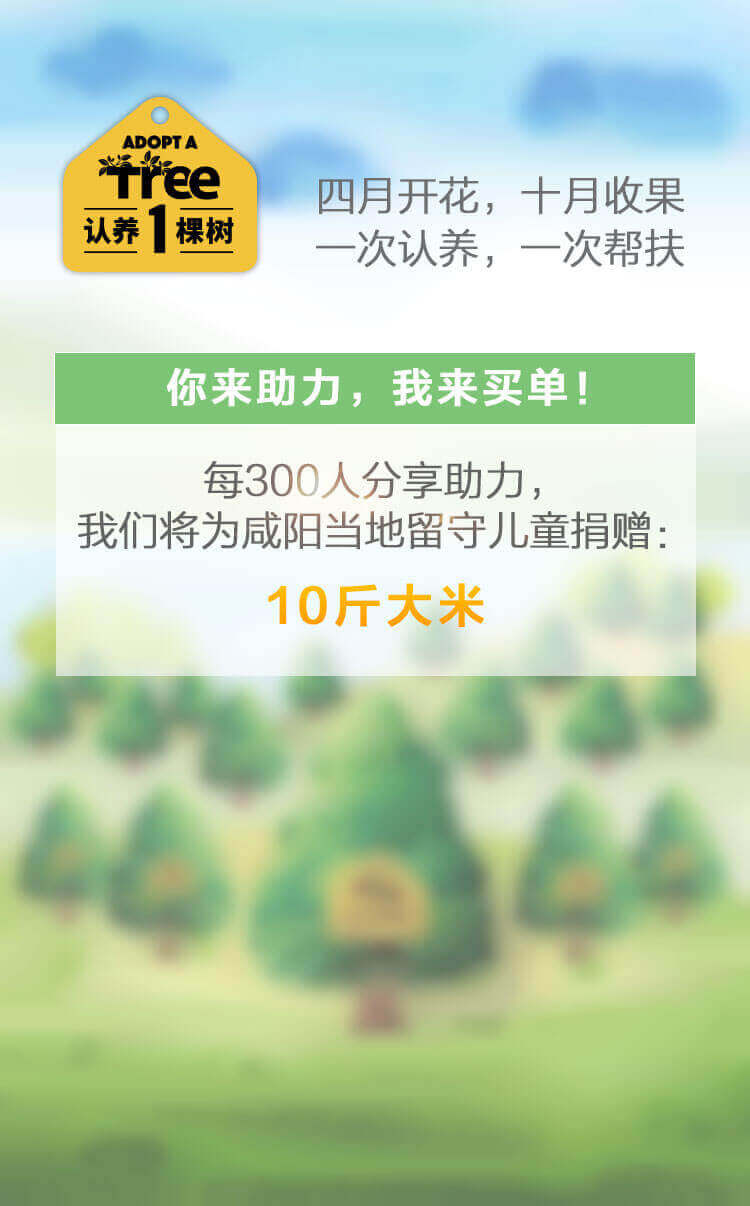 ADOPT A
Tree
认养1棵树
四月开花，十月收果
一次认养，一次帮扶
你来助力，我来买单！
每300人分享助力，
我们将为咸阳当地留守儿童捐赠：
10斤大米